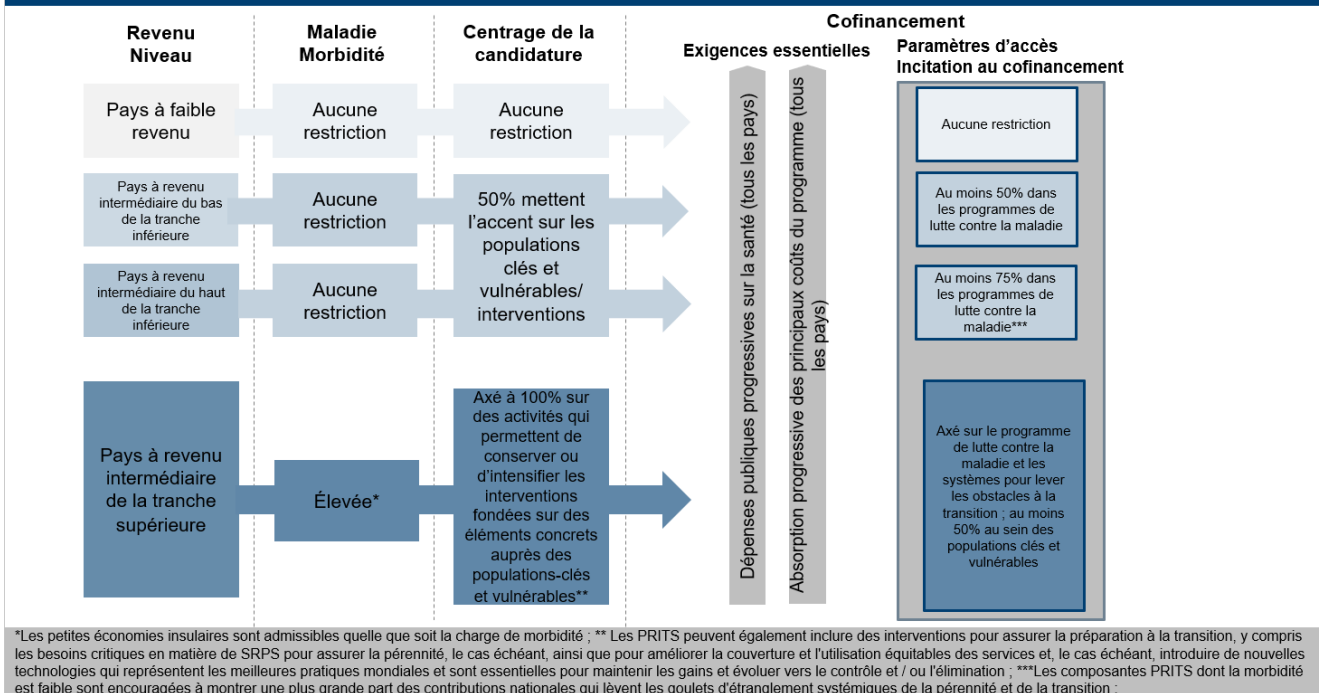 Cofinancement
Revenu
Niveau
Maladie
Morbidité
Centrage de la
candidature
Exigences essentielles
Paramètres d’accès
Incitation au cofinancement
Pays à faible
revenu
Aucune
restriction
Aucune
restriction
Aucune restriction
Pays à revenu
intermédiaire du bas
de la tranche
inférieure
Aucune
restriction
50% mettent
l’accent sur les
populations
clés et
vulnérables/
interventions
Au moins 50% dans
les programmes de
lutte contre la maladie
Pays à revenu
intermédiaire du haut
de la tranche
inférieure
Aucune
restriction
Au moins 75% dans
les programmes de
lutte contre la
maladie***
Pays à revenu
intermédiaire
de la tranche
supérieure
Élevée*
Axé à 100% sur
des activités qui
permettent de
conserver ou
d’intensifier les
interventions
fondées sur des
éléments concrets
auprès des
populations-clés
et vulnérables**
Dépenses publiques progressives sur la santé (tous les pays)
Absorption progressive des principaux coûts du programme (tous
les pays)
Axé sur le programme
de lutte contre la
maladie et les
systèmes pour lever
les obstacles à la
transition ; au moins
50% au sein des
populations clés et
vulnérables
*Les petites économies insulaires sont admissibles quelle que soit la charge de morbidité ; ** Les PRITS peuvent également inclure des interventions pour assurer la préparation à la transition, y compris
les besoins critiques en matière de SRPS pour assurer la pérennité, le cas échéant, ainsi que pour améliorer la couverture et l'utilisation équitables des services et, le cas échéant, introduire de nouvelles
technologies qui représentent les meilleures pratiques mondiales et sont essentielles pour maintenir les gains et évoluer vers le contrôle et / ou l'élimination ; ***Les composantes PRITS dont la morbidité
est faible sont encouragées à montrer une plus grande part des contributions nationales qui lèvent les goulets d'étranglement systémiques de la pérennité et de la transition ;